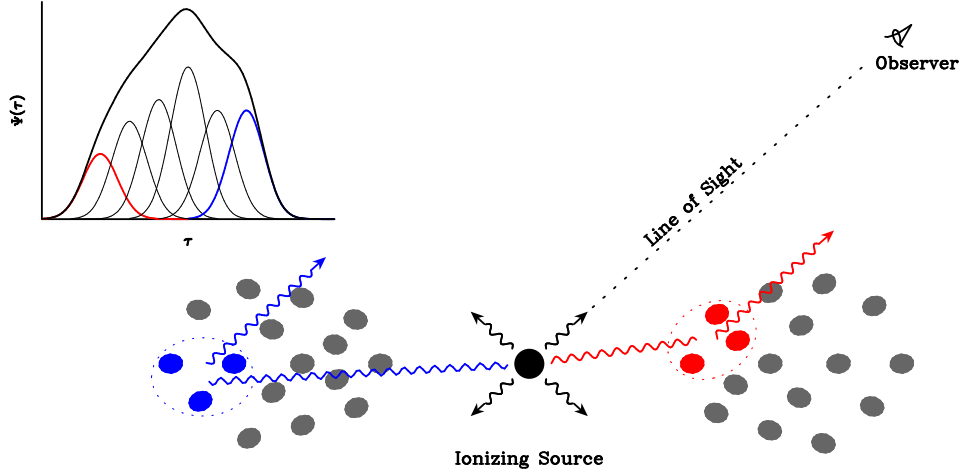 Ψ(τ)
τ
Observer
Line of Sight
Ionizing Source